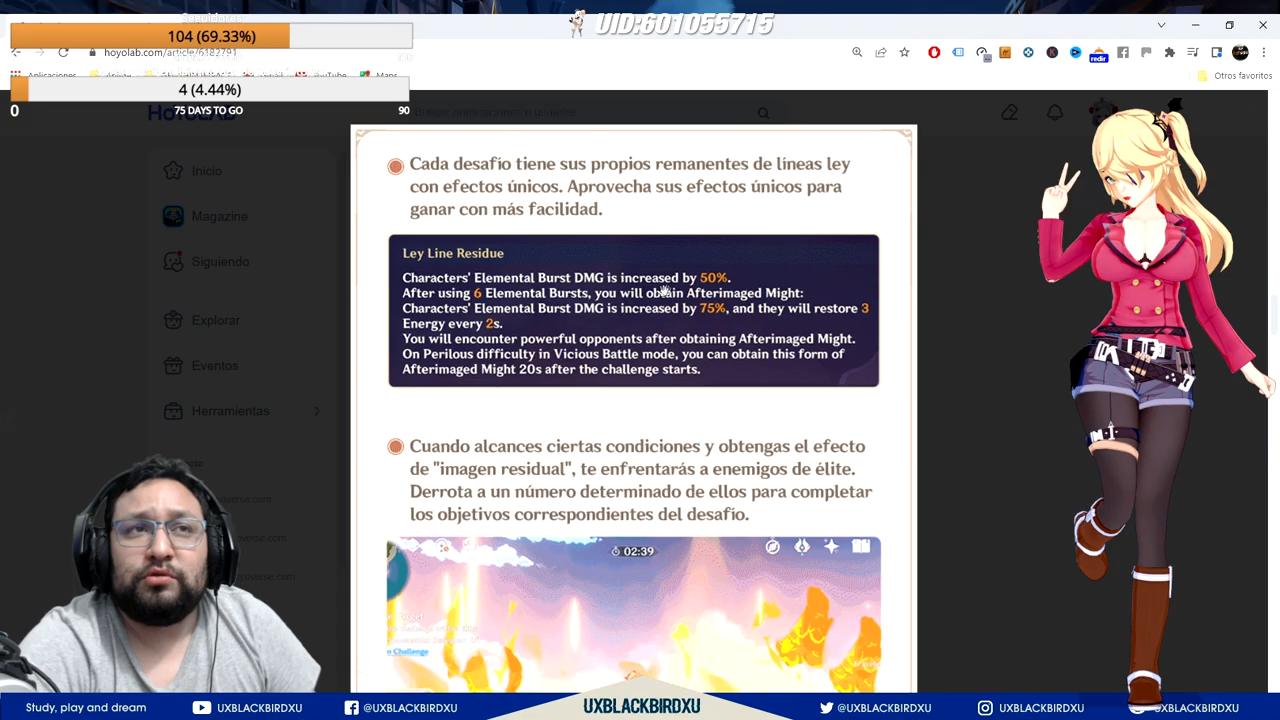 Seguidores
UID:601055715
104 (69.33%)
hoyolab.com/article/6182791
Aplicaciones
YouTube
Maps
redir
Otros favoritos
4 (4.44%)
0
75 DAYS TO GO
90
HoYoLAB
Inicio
Magazine
Siguiendo
Explorar
Eventos
Herramientas
Cada desafío tiene sus propios remanentes de líneas ley
con efectos únicos. Aprovecha sus efectos únicos para
ganar con más facilidad.
Ley Line Residue
Characters' Elemental Burst DMG is increased by 50%.
After using 6 Elemental Bursts, you will obtain Afterimaged Might:
Characters' Elemental Burst DMG is increased by 75%, and they will restore 3
Energy every 2s.
You will encounter powerful opponents after obtaining Afterimaged Might.
On Perilous difficulty in Vicious Battle mode, you can obtain this form of
Afterimaged Might 20s after the challenge starts.
Cuando alcances ciertas condiciones y obtengas el efecto
de "imagen residual", te enfrentarás a enemigos de élite.
Derrota a un número determinado de ellos para completar
los objetivos correspondientes del desafío.
02:39
Challenge
Study, play and dream
UXBLACKBIRDXU
@UXBLACKBIRDXU
UXBLACKBIRDXU
@UXBLACKBIRDXU
UXBLACKBIRDXU
UXBLACKBIRDXU